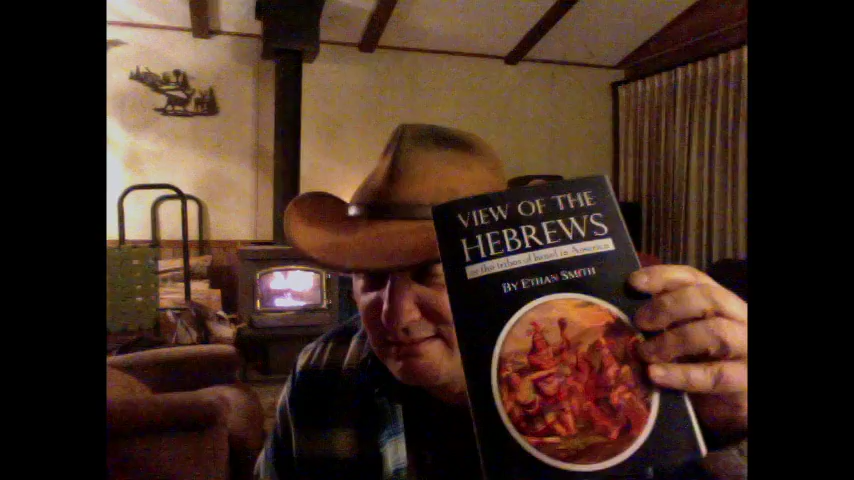 VIEW OF THE
HEBREWS
or the tribes of Israel in America
BY ETHAN SMITH